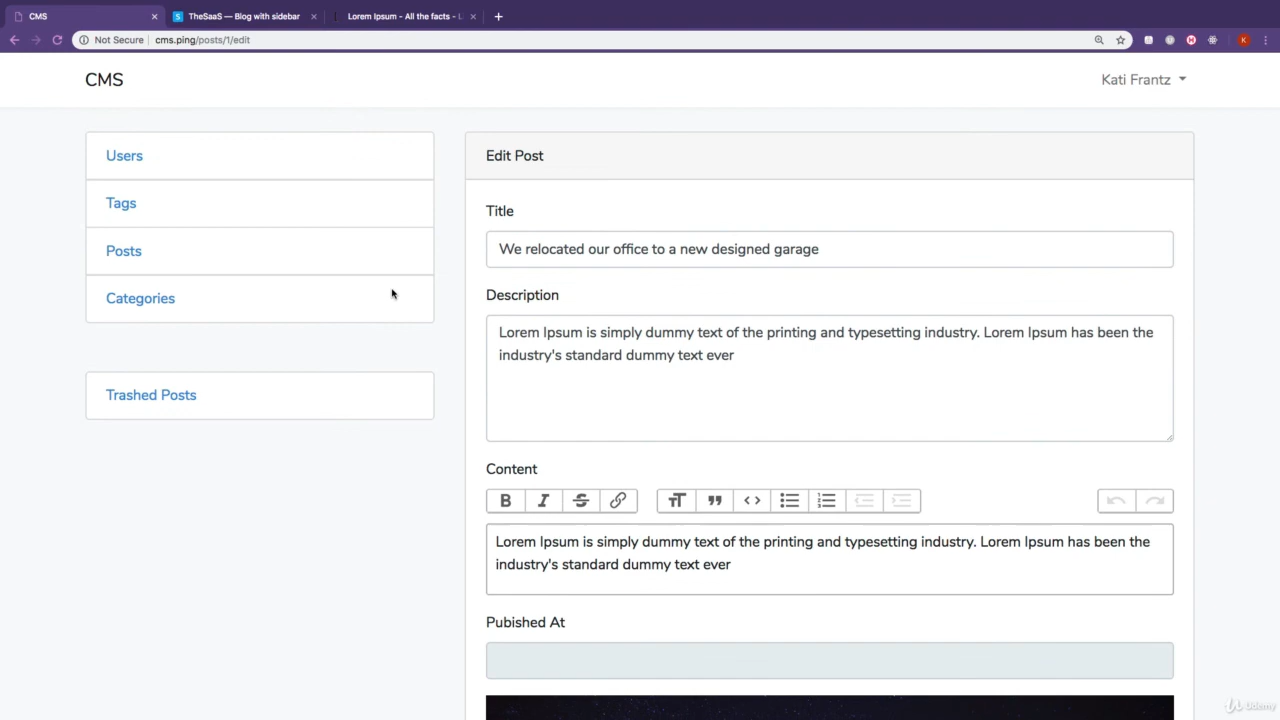 CMS
TheSaaS — Blog with sidebar
Lorem Ipsum - All the facts - L
Not Secure
cms.ping/posts/1/edit
K
CMS
Kati Frantz
Users
Tags
Posts
Categories
Trashed Posts
Edit Post
Title
We relocated our office to a new designed garage
Description
Lorem Ipsum is simply dummy text of the printing and typesetting industry. Lorem Ipsum has been the
industry's standard dummy text ever
Content
Lorem Ipsum is simply dummy text of the printing and typesetting industry. Lorem Ipsum has been the
industry's standard dummy text ever
Pubished At
Udemy